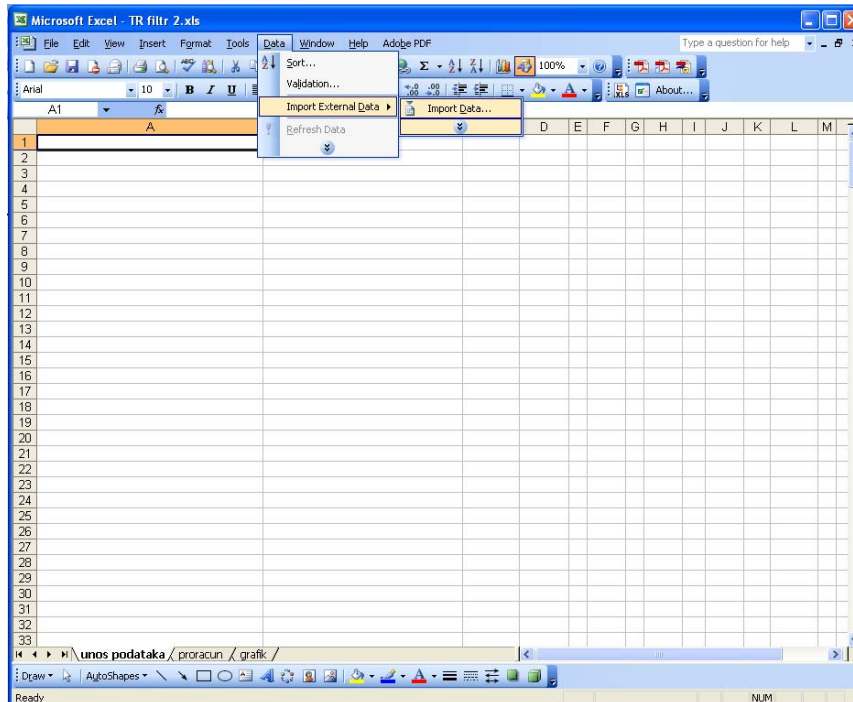 Microsoft Excel - TR filtr 2.xls
File Edit View Insert Format Tools Data Window Help Adobe PDF Type a question for help
Σ 100%
Arial 10 B I U About...
A1 fx
Sort...
Validation...
Import External Data
Import Data...
Refresh Data
A D E F G H I J K L M
1
2
3
4
5
6
7
8
9
10
11
12
13
14
15
16
17
18
19
20
21
22
23
24
25
26
27
28
29
30
31
32
33
unos podataka proracun grafik
Draw AutoShapes
Ready NUM